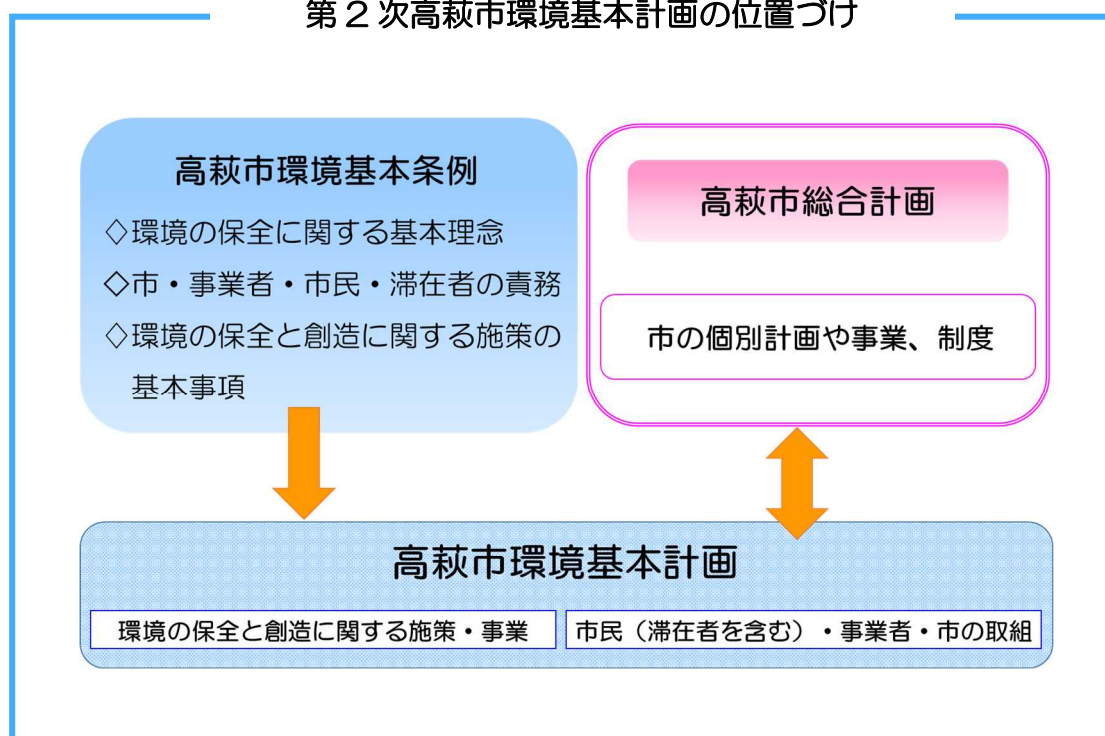 第２次高萩市環境基本計画の位置づけ
高萩市環境基本条例
◇環境の保全に関する基本理念
◇市・事業者・市民・滞在者の責務
◇環境の保全と創造に関する施策の
基本事項
高萩市総合計画
市の個別計画や事業、制度
高萩市環境基本計画
環境の保全と創造に関する施策・事業
市民（滞在者を含む）・事業者・市の取組